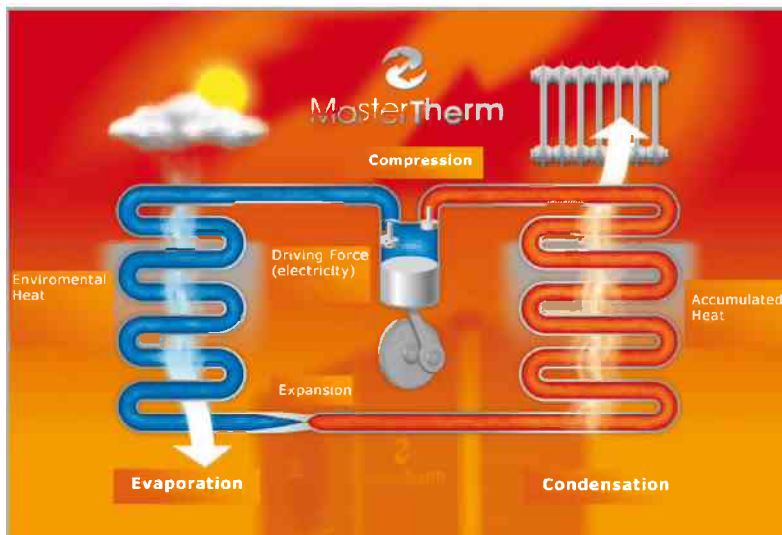 MasterTherm
Compression
Enviromental
Heat
Driving Force
(electricity)
Accumulated
Heat
Expansion
Evaporation
Condensation